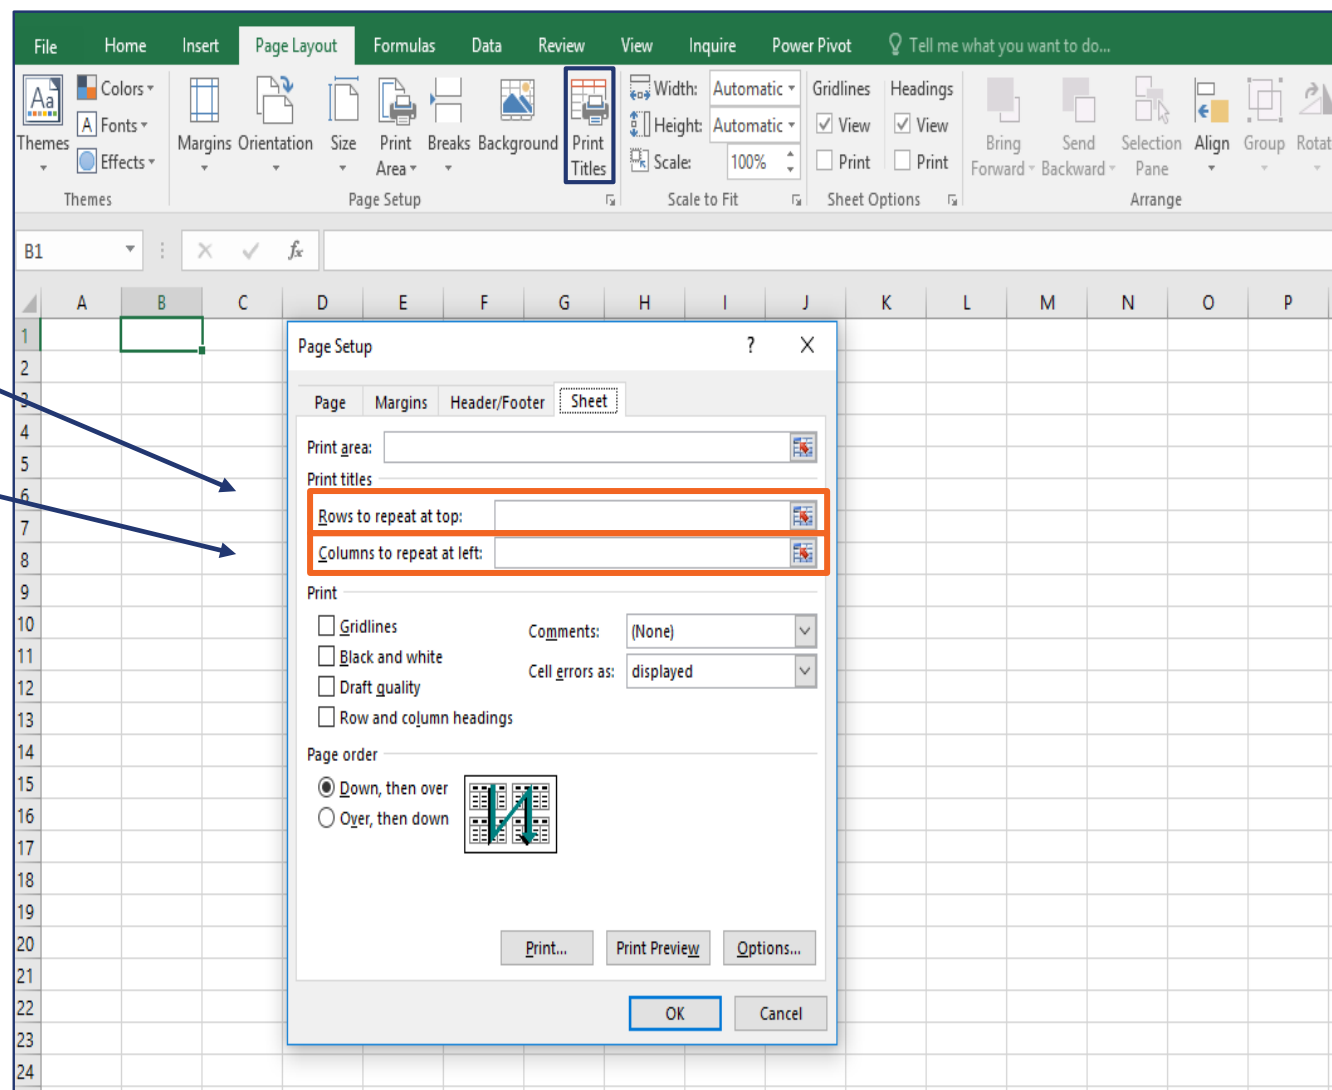 File Home Insert Page Layout Formulas Data Review View Inquire Power Pivot Tell me what you want to do...
Aa Colors Width: Automatic Gridlines Headings
A Fonts Height: Automatic View View
Themes Margins Orientation Size Print Breaks Background Print Bring Send Selection Align Group Rotat
Effects Area Titles Scale: 100% Print Print Forward Backward Pane
Themes Page Setup Scale to Fit Sheet Options Arrange
B1 fx
A B C D E F G H I J K L M N O P
1
Page Setup ? X
2
3
Page Margins Header/Footer Sheet
4
Print area:
5
Print titles
6
Rows to repeat at top:
7
Columns to repeat at left:
8
9
Print
10
Gridlines Comments: (None)
11
Black and white Cell errors as: displayed
12
Draft quality
13
Row and column headings
14
Page order
15
Down, then over
16
Over, then down
17
18
19
20
Print... Print Preview Options...
21
22
OK Cancel
23
24